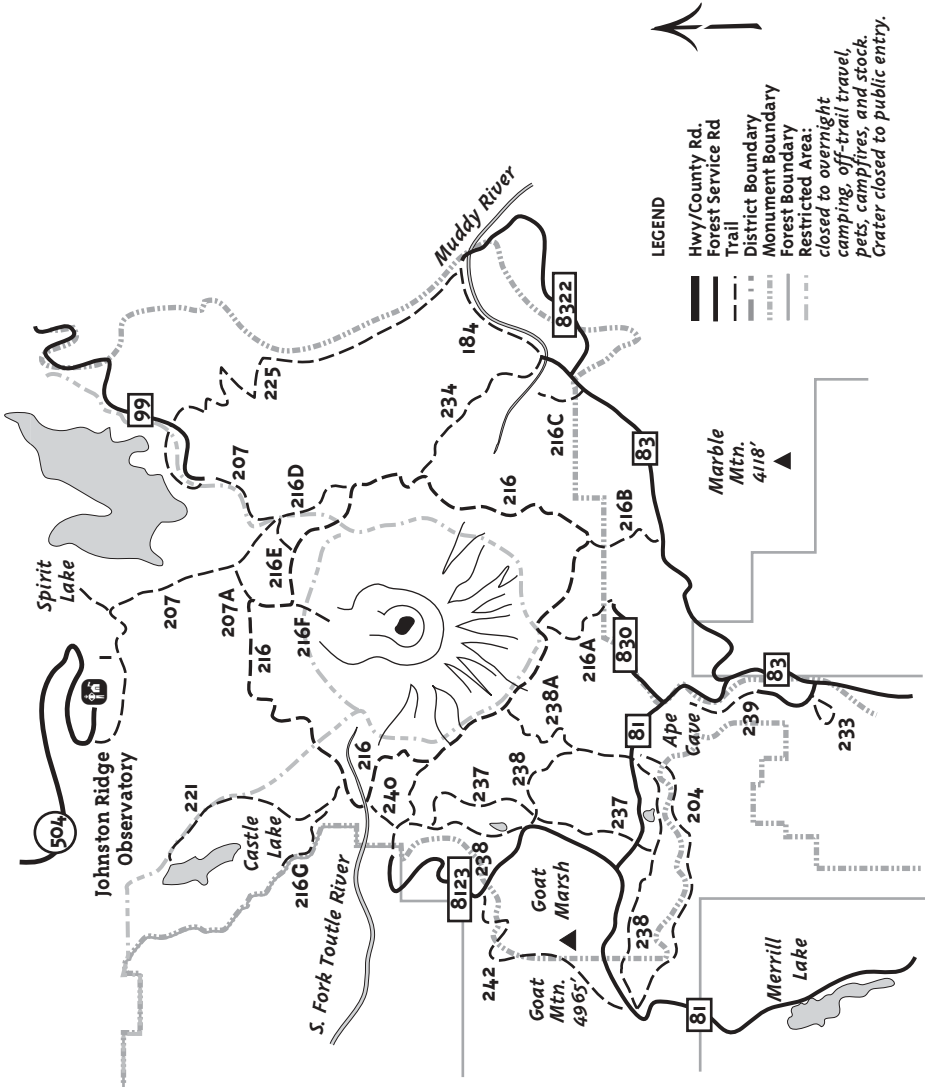 504
Johnston Ridge
Observatory
1
Spirit
Lake
99
207
207
207A
216D
216E
216F
225
221
Castle
Lake
216G
216
216
240
S. Fork Toutle River
Muddy River
184
234
8322
216C
216
216B
83
Marble
Mtn.
4118'
216A
830
238A
238
237
237
8123
238
242
Goat
Marsh
Goat
Mtn.
4965'
238
204
81
Ape
Cave
83
239
233
81
Merrill
Lake
LEGEND
Hwy/County Rd.
Forest Service Rd
Trail
District Boundary
Monument Boundary
Forest Boundary
Restricted Area:
closed to overnight
camping, off-trail travel,
pets, campfires, and stock.
Crater closed to public entry.